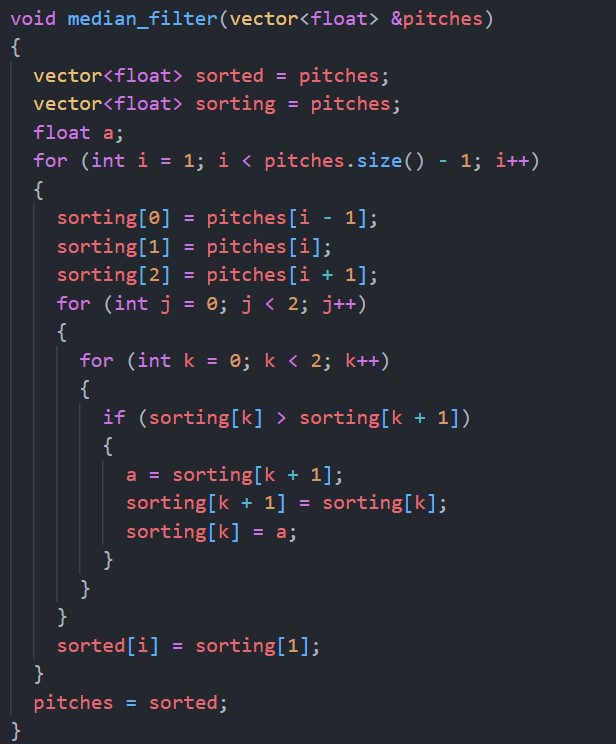 void median_filter(vector<float> &pitches)
{
  vector<float> sorted = pitches;
  vector<float> sorting = pitches;
  float a;
  for (int i = 1; i < pitches.size() - 1; i++)
  {
    sorting[0] = pitches[i - 1];
    sorting[1] = pitches[i];
    sorting[2] = pitches[i + 1];
    for (int j = 0; j < 2; j++)
    {
      for (int k = 0; k < 2; k++)
      {
        if (sorting[k] > sorting[k + 1])
        {
          a = sorting[k + 1];
          sorting[k + 1] = sorting[k];
          sorting[k] = a;
        }
      }
    }
    sorted[i] = sorting[1];
  }
  pitches = sorted;
}